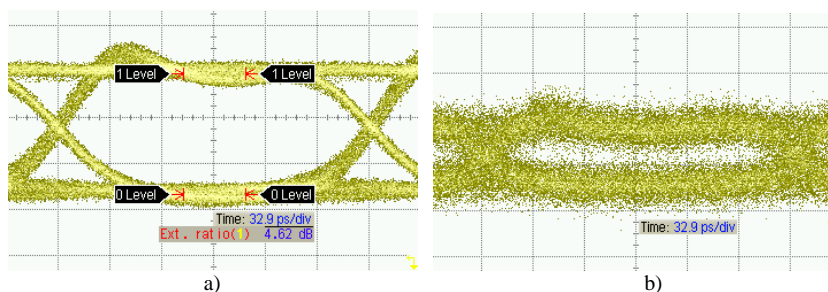 1 Level 1 Level
0 Level 0 Level
Time: 32.9 ps/div
Ext. ratio(1) 4.62 dB
a)
Time: 32.9 ps/div
b)